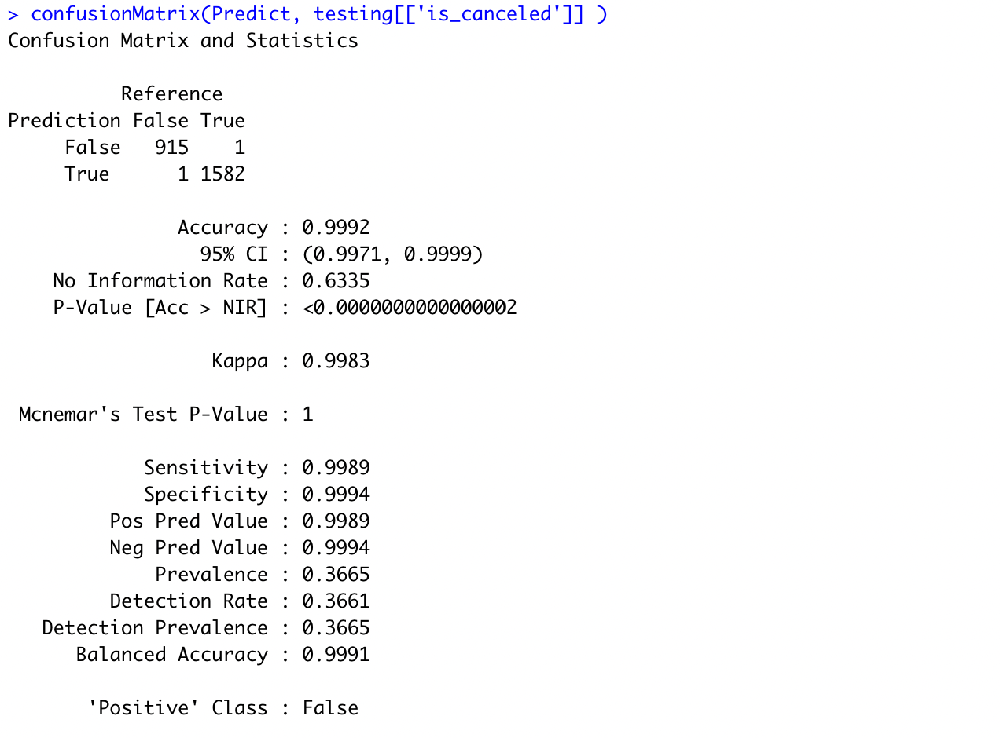 > confusionMatrix(Predict, testing[['is_canceled']] )
Confusion Matrix and Statistics

          Reference
Prediction False True
     False   915    1
     True      1 1582

               Accuracy : 0.9992
                 95% CI : (0.9971, 0.9999)
    No Information Rate : 0.6335
    P-Value [Acc > NIR] : <0.0000000000000002

                  Kappa : 0.9983

 Mcnemar's Test P-Value : 1

            Sensitivity : 0.9989
            Specificity : 0.9994
         Pos Pred Value : 0.9989
         Neg Pred Value : 0.9994
             Prevalence : 0.3665
         Detection Rate : 0.3661
   Detection Prevalence : 0.3665
      Balanced Accuracy : 0.9991

       'Positive' Class : False